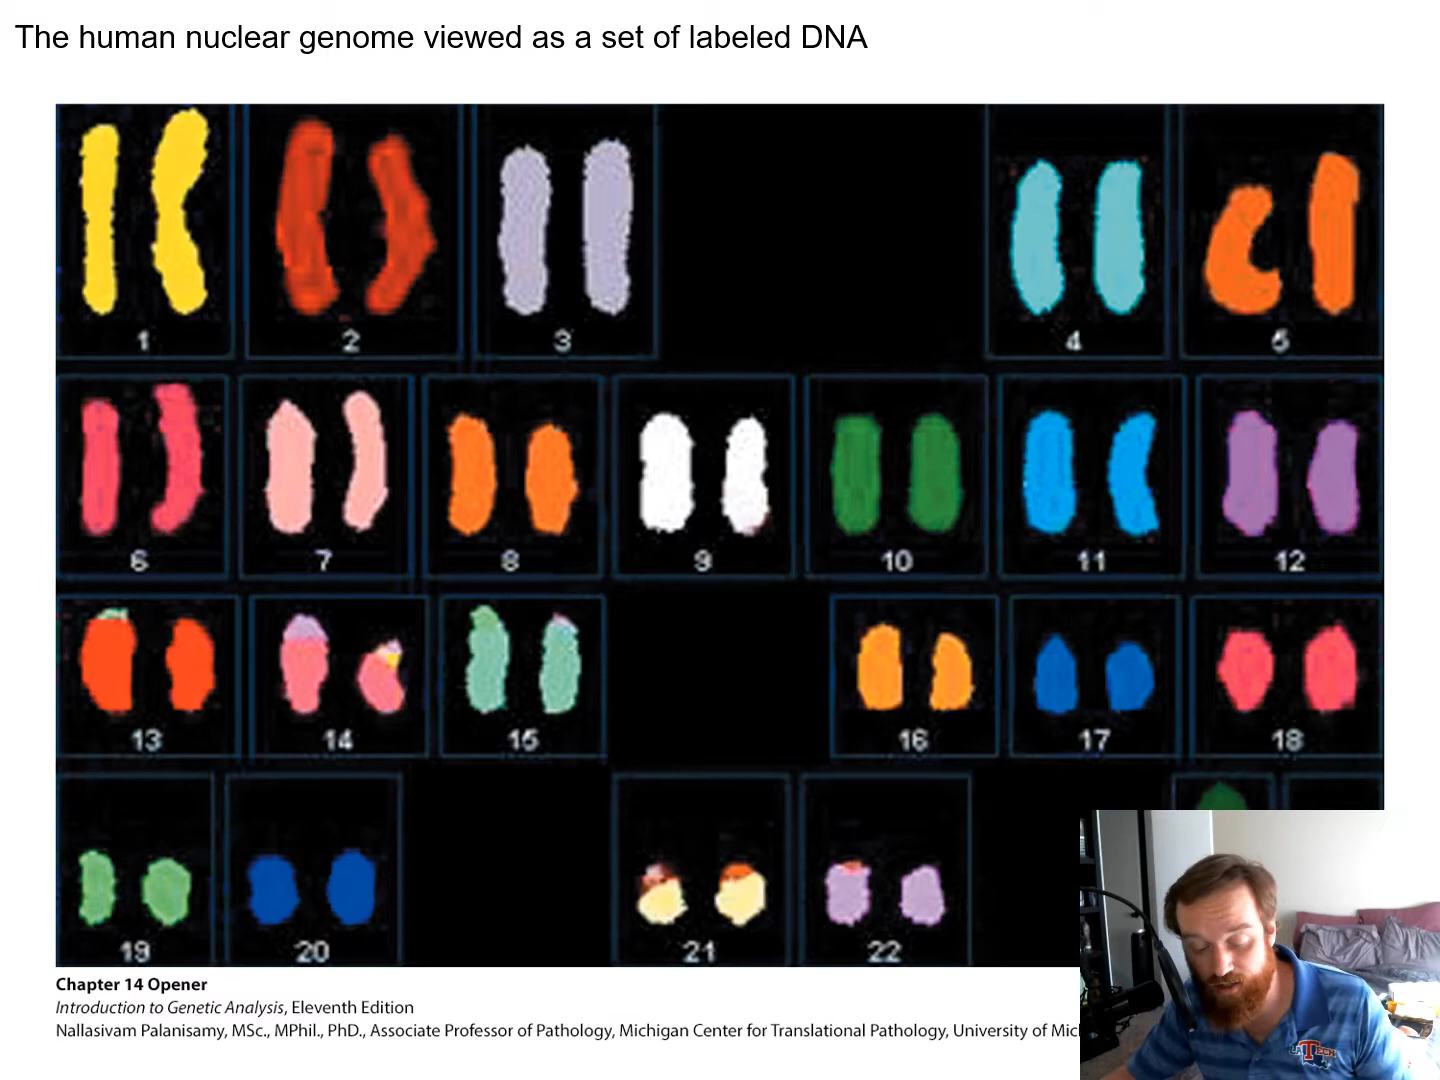 The human nuclear genome viewed as a set of labeled DNA
1 2 3 4 5
6 7 8 9 10 11 12
13 14 15 16 17 18
19 20 21 22
Chapter 14 Opener
Introduction to Genetic Analysis, Eleventh Edition
Nallasivam Palanisamy, MSc., MPhil., PhD., Associate Professor of Pathology, Michigan Center for Translational Pathology, University of
LA TECH